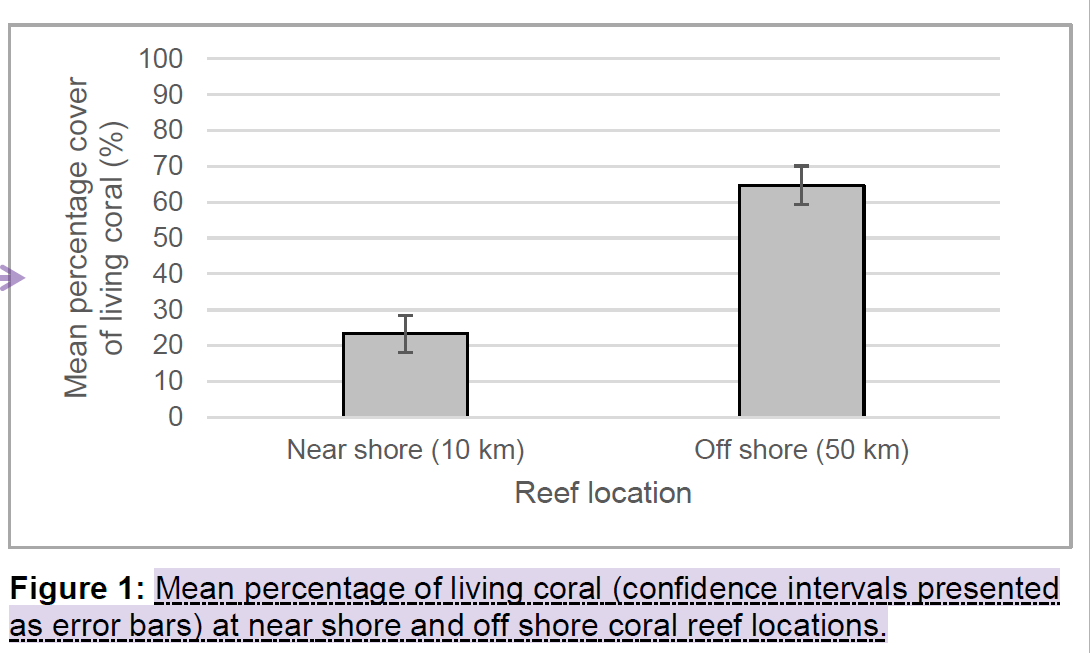 Mean percentage cover
of living coral (%)
100
90
80
70
60
50
40
30
20
10
0
Near shore (10 km) Off shore (50 km)
Reef location
Figure 1: Mean percentage of living coral (confidence intervals presented
as error bars) at near shore and off shore coral reef locations.